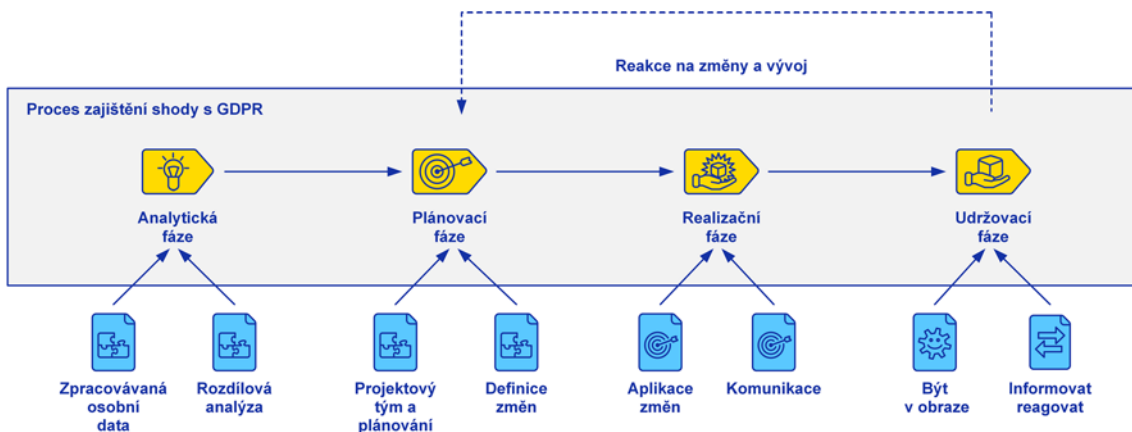 Reakce na změny a vývoj
Proces zajištění shody s GDPR
Analytická
fáze
Plánovací
fáze
Realizační
fáze
Udržovací
fáze
Zpracovávaná
osobní
data
Rozdílová
analýza
Projektový
tým a
plánování
Definice
změn
Aplikace
změn
Komunikace
Být
v obraze
Informovat
reagovat